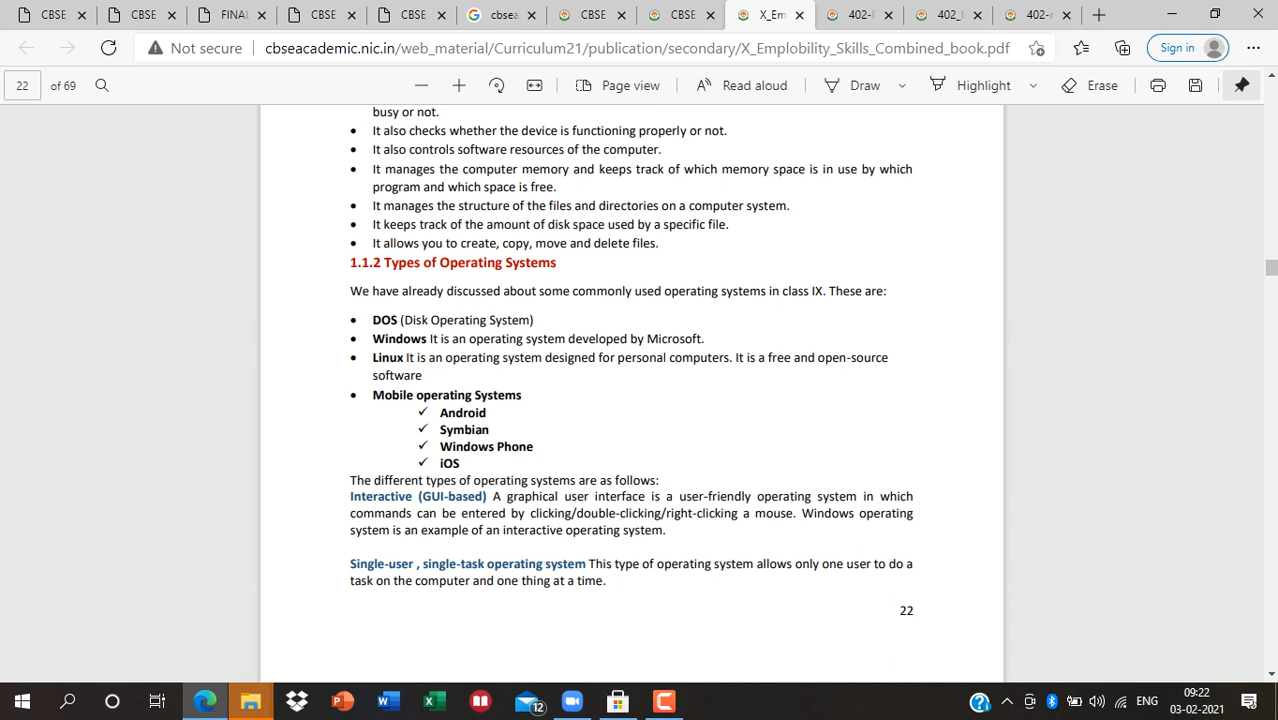 CBSE
CBSE
FINAL
CBSE
CBSE
cbsea
CBSE
CBSE
X_Em
402-I
402_I
402-r
Not secure
cbseacademic.nic.in/web_material/Curriculum21/publication/secondary/X_Emplobility_Skills_Combined_book.pdf
Sign in
22 of 69
Page view
Read aloud
Draw
Highlight
Erase
busy or not.
• It also checks whether the device is functioning properly or not.
• It also controls software resources of the computer.
• It manages the computer memory and keeps track of which memory space is in use by which
program and which space is free.
• It manages the structure of the files and directories on a computer system.
• It keeps track of the amount of disk space used by a specific file.
• It allows you to create, copy, move and delete files.
1.1.2 Types of Operating Systems
We have already discussed about some commonly used operating systems in class IX. These are:
• DOS (Disk Operating System)
• Windows It is an operating system developed by Microsoft.
• Linux It is an operating system designed for personal computers. It is a free and open-source
software
• Mobile operating Systems
✓ Android
✓ Symbian
✓ Windows Phone
✓ iOS
The different types of operating systems are as follows:
Interactive (GUI-based) A graphical user interface is a user-friendly operating system in which
commands can be entered by clicking/double-clicking/right-clicking a mouse. Windows operating
system is an example of an interactive operating system.
Single-user , single-task operating system This type of operating system allows only one user to do a
task on the computer and one thing at a time.
22
12
ENG
09:22
03-02-2021